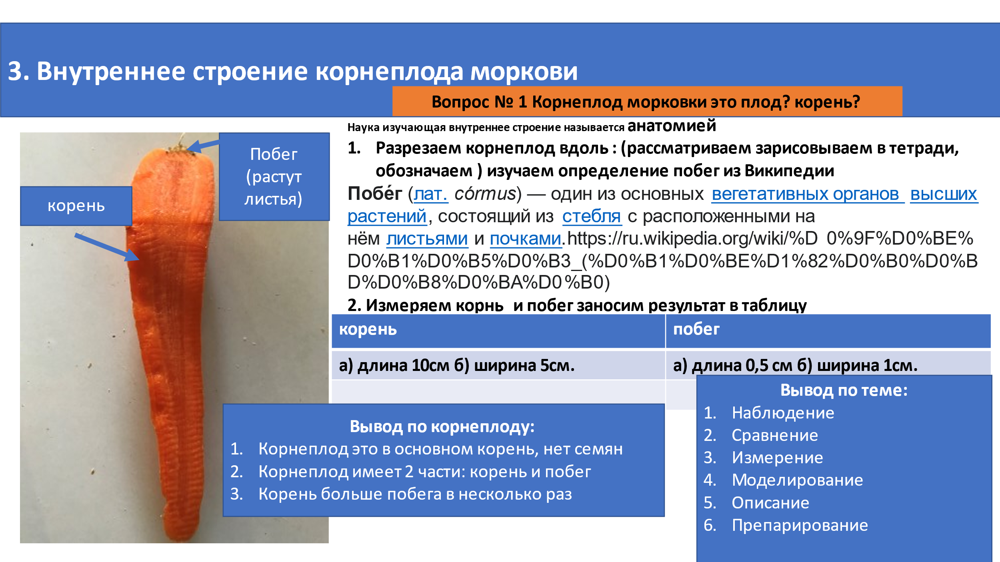 3. Внутреннее строение корнеплода моркови
Вопрос № 1 Корнеплод морковки это плод? корень?
Побег
(растут
листья)
корень
Наука изучающая внутреннее строение называется анатомией
1. Разрезаем корнеплод вдоль : (рассматриваем зарисовываем в тетради,
обозначаем ) изучаем определение побег из Википедии
Побе́г (лат. córmus) — один из основных вегетативных органов высших
растений, состоящий из стебля с расположенными на
нём листьями и почками.https://ru.wikipedia.org/wiki/%D 0%9F%D0%BE%
D0%B1%D0%B5%D0%B3_(%D0%B1%D0%BE%D1%82%D0%B0%D0%B
D%D0%B8%D0%BA%D0%B0)
2. Измеряем корнь и побег заносим результат в таблицу
корень побег
а) длина 10см б) ширина 5см. а) длина 0,5 см б) ширина 1см.
Вывод по корнеплоду:
1. Корнеплод это в основном корень, нет семян
2. Корнеплод имеет 2 части: корень и побег
3. Корень больше побега в несколько раз
Вывод по теме:
1. Наблюдение
2. Сравнение
3. Измерение
4. Моделирование
5. Описание
6. Препарирование